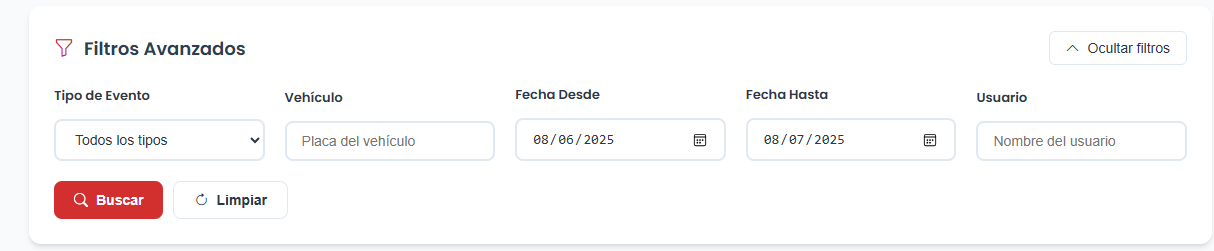 Filtros Avanzados
Ocultar filtros
Tipo de Evento
Vehículo
Fecha Desde
Fecha Hasta
Usuario
Todos los tipos
Placa del vehículo
08/06/2025
08/07/2025
Nombre del usuario
Buscar
Limpiar